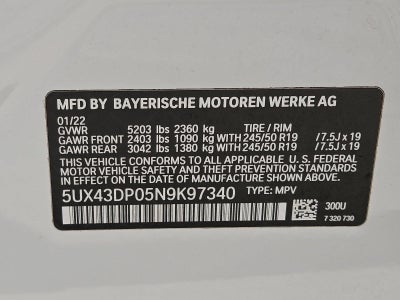 MFD BY BAYERISCHE MOTOREN WERKE AG
01/22
GVWR 5203 lbs 2360 kg TIRE / RIM
GAWR FRONT 2403 lbs 1090 kg WITH 245/50 R19 / 7.5J x 19
GAWR REAR 3042 lbs 1380 kg WITH 245/50 R19 / 7.5J x 19
THIS VEHICLE CONFORMS TO ALL APPLICABLE U. S. FEDERAL
MOTOR VEHICLE SAFETY, BUMPER, AND THEFT PREVENTION
STANDARDS IN EFFECT ON THE DATE OF MANUFACTURE SHOWN ABOVE.
5UX43DP05N9K97340 TYPE: MPV
300U
7 320 730